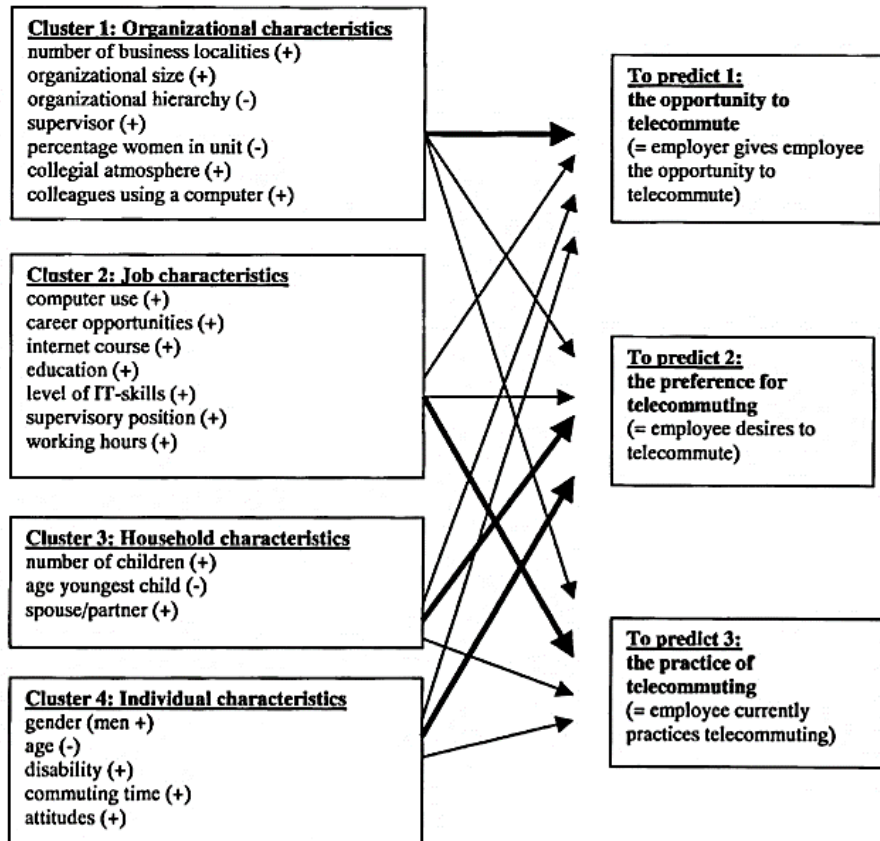 Cluster 1: Organizational characteristics
number of business localities (+)
organizational size (+)
organizational hierarchy (-)
supervisor (+)
percentage women in unit (-)
collegial atmosphere (+)
colleagues using a computer (+)
Cluster 2: Job characteristics
computer use (+)
career opportunities (+)
internet course (+)
education (+)
level of IT-skills (+)
supervisory position (+)
working hours (+)
Cluster 3: Household characteristics
number of children (+)
age youngest child (-)
spouse/partner (+)
Cluster 4: Individual characteristics
gender (men +)
age (-)
disability (+)
commuting time (+)
attitudes (+)
To predict 1:
the opportunity to
telecommute
(= employer gives employee
the opportunity to
telecommute)
To predict 2:
the preference for
telecommuting
(= employee desires to
telecommute)
To predict 3:
the practice of
telecommuting
(= employee currently
practices telecommuting)